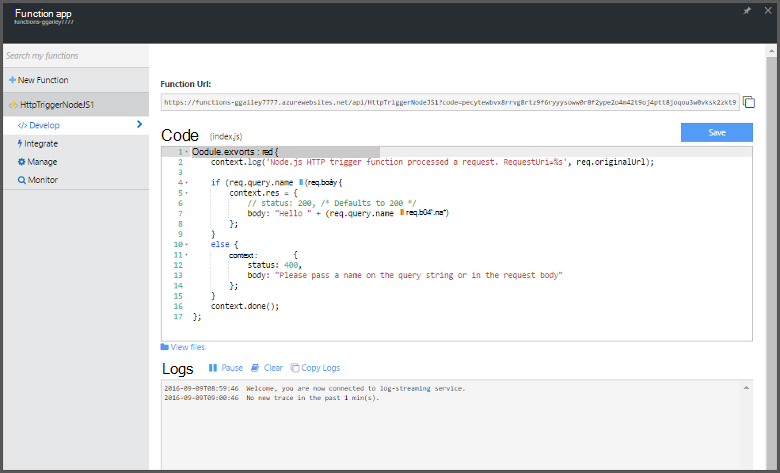 Function app
functions-ggailey7777
Search my functions
New Function
HttpTriggerNodeJS1
</> Develop
Integrate
Manage
Monitor
Function Url:
https://functions-ggailey7777.azurewebsites.net/api/HttpTriggerNodeJS1?code=
Code (index.js)
Save
1 Oodule.exvorts : red {
2 context.log('Node.js HTTP trigger function processed a request. RequestUri=%s', req.originalUrl);
3
4 if (req.query.name (req.body {
5 context.res = {
6 // status: 200, /* Defaults to 200 */
7 body: "Hello " + (req.query.name req.b04'.na")
8 };
9 }
10 else {
11 context : {
12 status: 400,
13 body: "Please pass a name on the query string or in the request body"
14 };
15 }
16 context.done();
17 };
View files
Logs Pause Clear Copy Logs
2016-09-09T08:59:46 Welcome, you are now connected to log-streaming service.
2016-09-09T09:00:46 No new trace in the past 1 min(s).